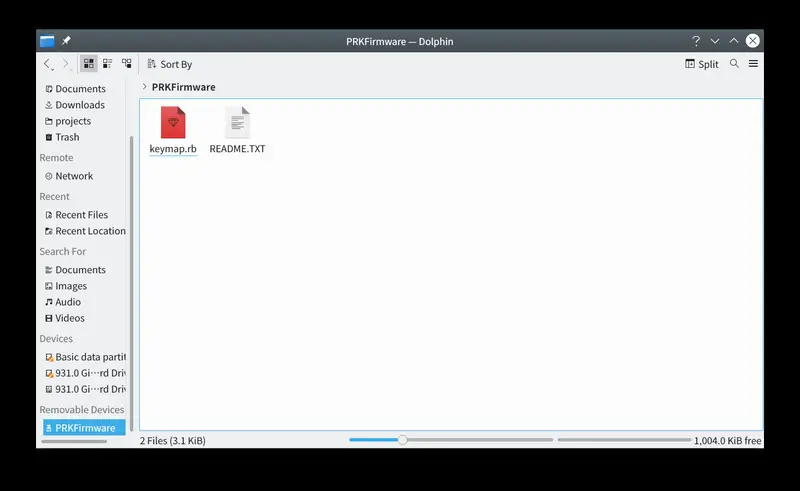 PRKFirmware — Dolphin
Sort By
Split
PRKFirmware
Documents
Downloads
projects
Trash
Remote
Network
Recent
Recent Files
Recent Location
Search For
Documents
Images
Audio
Videos
Devices
Basic data partit
931.0 Gi···rd Driv
931.0 Gi···rd Driv
Removable Devices
PRKFirmware
keymap.rb
README.TXT
2 Files (3.1 KiB)
1,004.0 KiB free